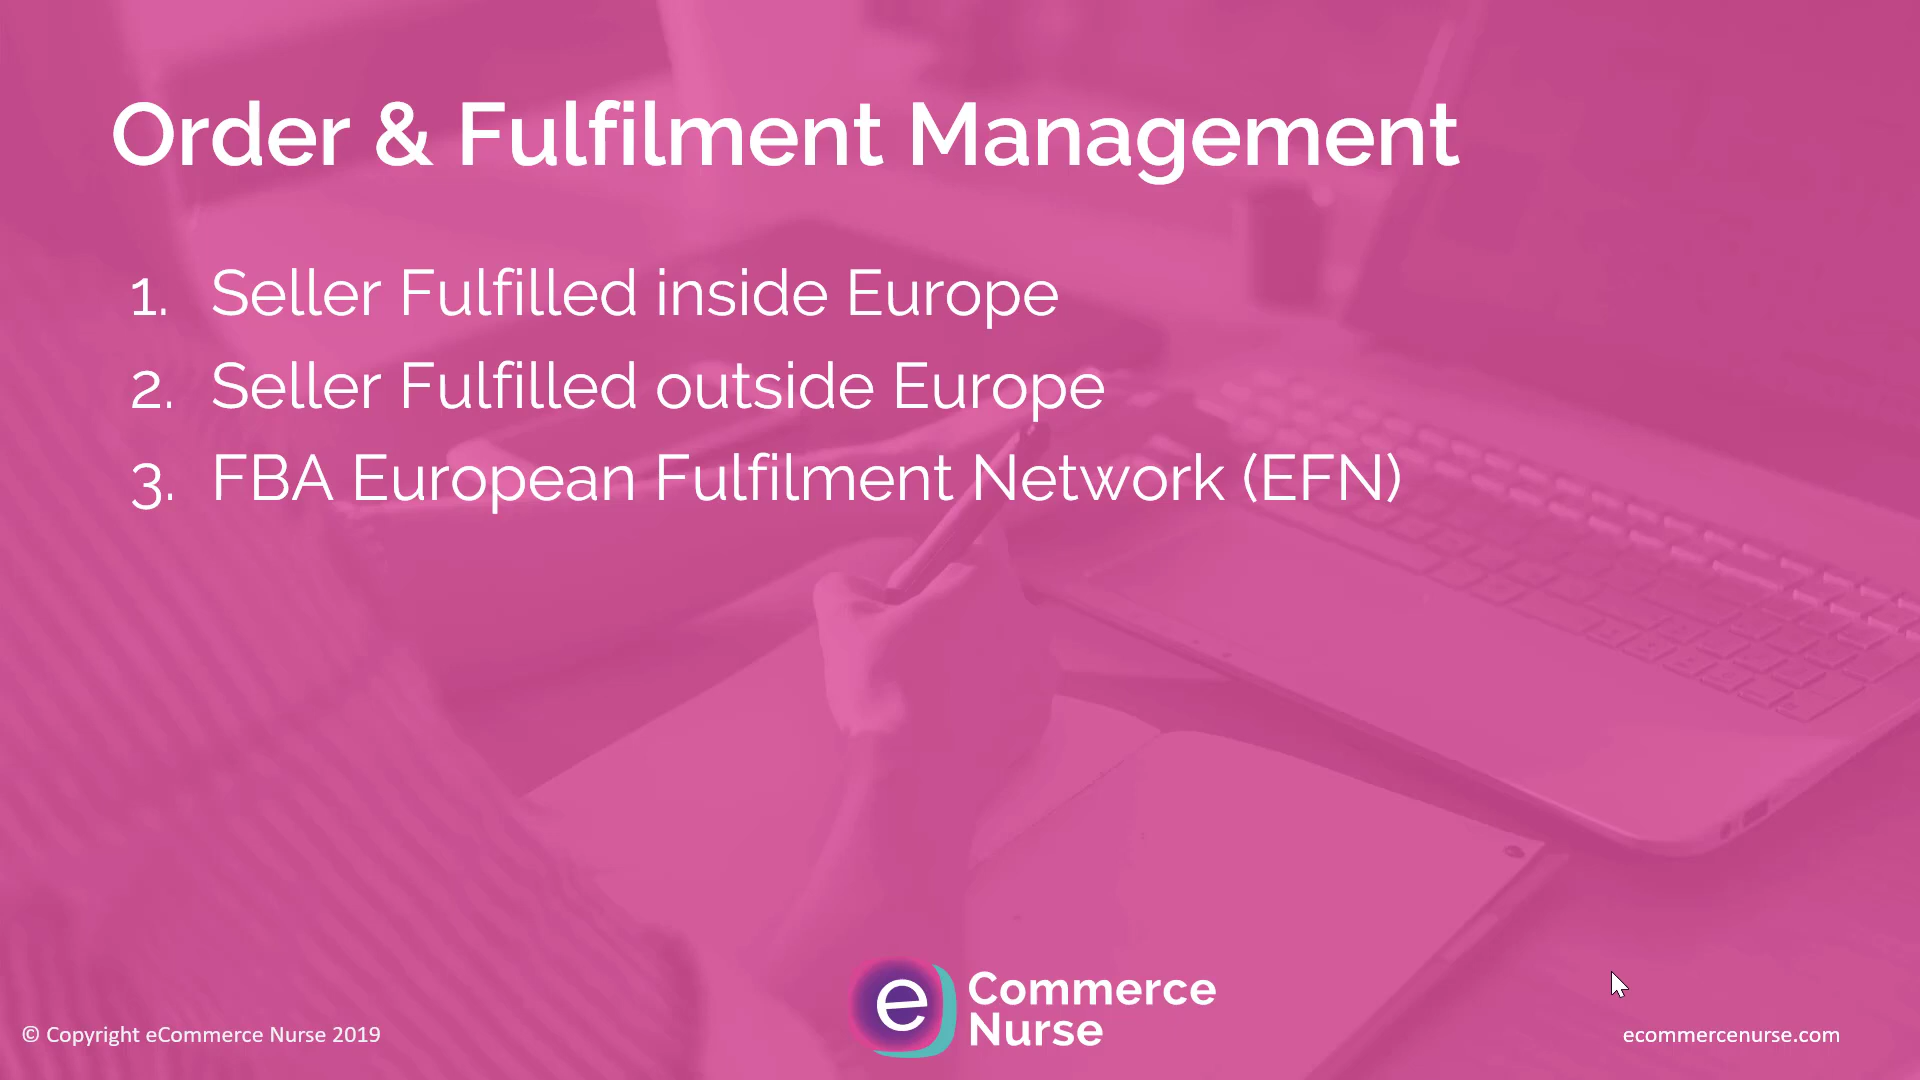 Order & Fulfilment Management
1. Seller Fulfilled inside Europe
2. Seller Fulfilled outside Europe
3. FBA European Fulfilment Network (EFN)
e Commerce
Nurse
© Copyright eCommerce Nurse 2019
ecommercenurse.com